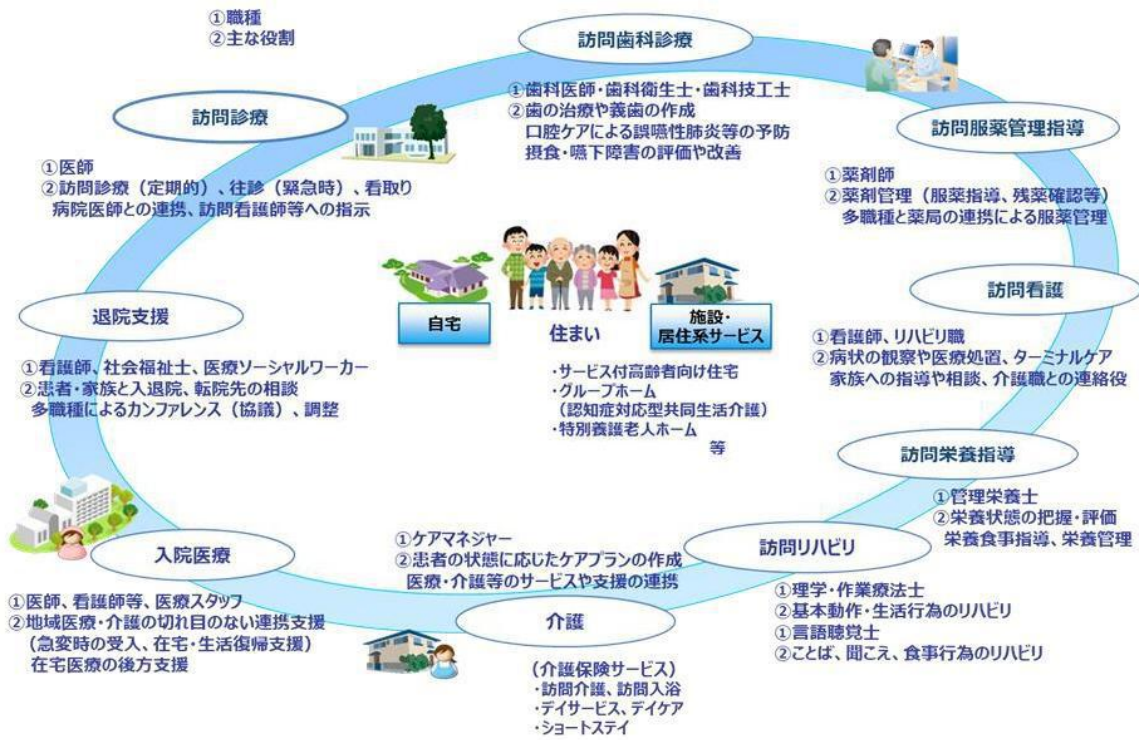 ①職種
②主な役割
訪問歯科診療
①歯科医師・歯科衛生士・歯科技工士
②歯の治療や義歯の作成
口腔ケアによる誤嚥性肺炎等の予防
摂食・嚥下障害の評価や改善
訪問服薬管理指導
①薬剤師
②薬剤管理（服薬指導、残薬確認等）
多職種と薬局の連携による服薬管理
訪問看護
①看護師、リハビリ職
②病状の観察や医療処置、ターミナルケア
家族への指導や相談、介護職との連絡役
訪問栄養指導
①管理栄養士
②栄養状態の把握・評価
栄養食事指導、栄養管理
訪問リハビリ
①理学・作業療法士
②基本動作・生活行為のリハビリ
①言語聴覚士
②ことば、聞こえ、食事行為のリハビリ
①ケアマネジャー
②患者の状態に応じたケアプランの作成
医療・介護等のサービスや支援の連携
介護
（介護保険サービス）
・訪問介護、訪問入浴
・デイサービス、デイケア
・ショートステイ
入院医療
①医師、看護師等、医療スタッフ
②地域医療・介護の切れ目のない連携支援
（急変時の受入、在宅・生活復帰支援）
在宅医療の後方支援
退院支援
①看護師、社会福祉士、医療ソーシャルワーカー
②患者・家族と入退院、転院先の相談
多職種によるカンファレンス（協議）、調整
訪問診療
①医師
②訪問診療（定期的）、往診（緊急時）、看取り
病院医師との連携、訪問看護師等への指示
自宅
住まい
施設・
居住系サービス
・サービス付高齢者向け住宅
・グループホーム
（認知症対応型共同生活介護）
・特別養護老人ホーム
等